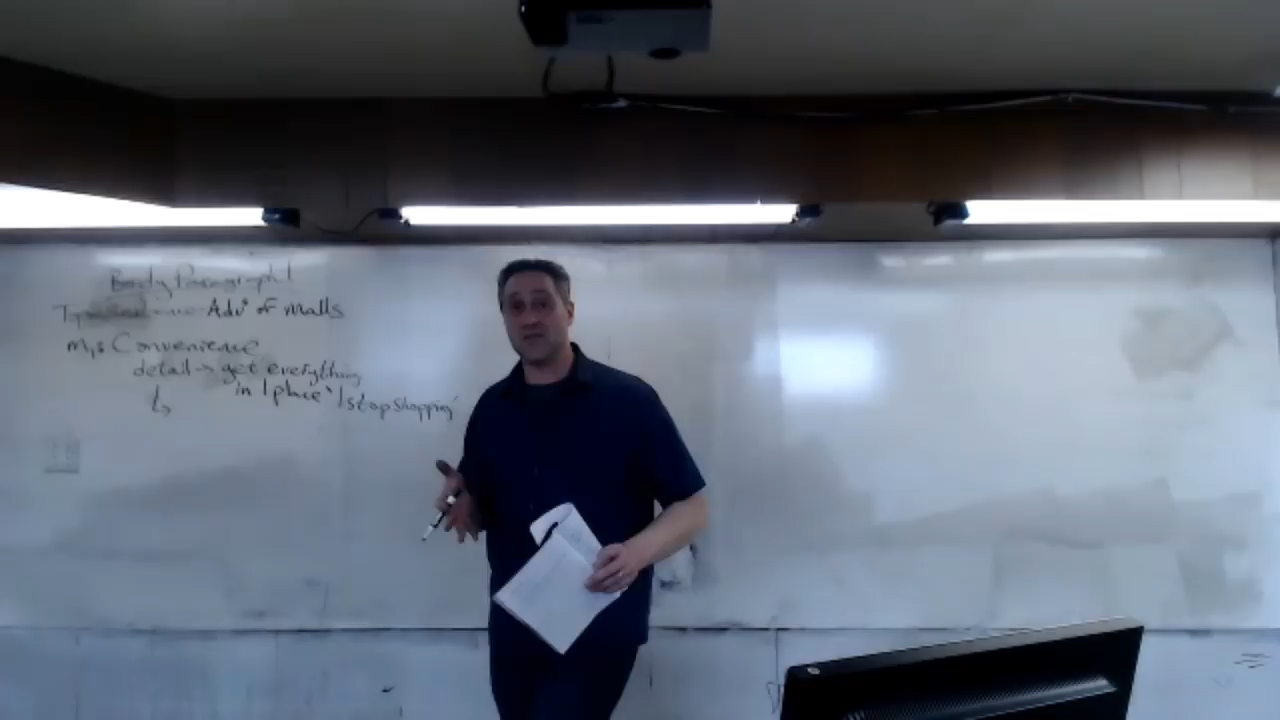 Body Paragraph 1
Adv of malls
m,: Convenience
detail → get everything
in 1 place "1 stop shopping"
↳